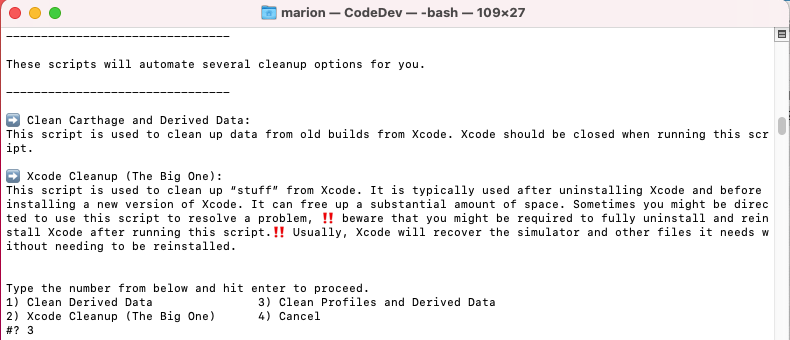 marion — CodeDev — -bash — 109×27
--------------------------------
These scripts will automate several cleanup options for you.
--------------------------------
➡️ Clean Carthage and Derived Data:
This script is used to clean up data from old builds from Xcode. Xcode should be closed when running this scr
ipt.
➡️ Xcode Cleanup (The Big One):
This script is used to clean up “stuff” from Xcode. It is typically used after uninstalling Xcode and before
installing a new version of Xcode. It can free up a substantial amount of space. Sometimes you might be direc
ted to use this script to resolve a problem, ‼️ beware that you might be required to fully uninstall and rein
stall Xcode after running this script.‼️ Usually, Xcode will recover the simulator and other files it needs w
ithout needing to be reinstalled.
Type the number from below and hit enter to proceed.
1) Clean Derived Data               3) Clean Profiles and Derived Data
2) Xcode Cleanup (The Big One)      4) Cancel
#? 3